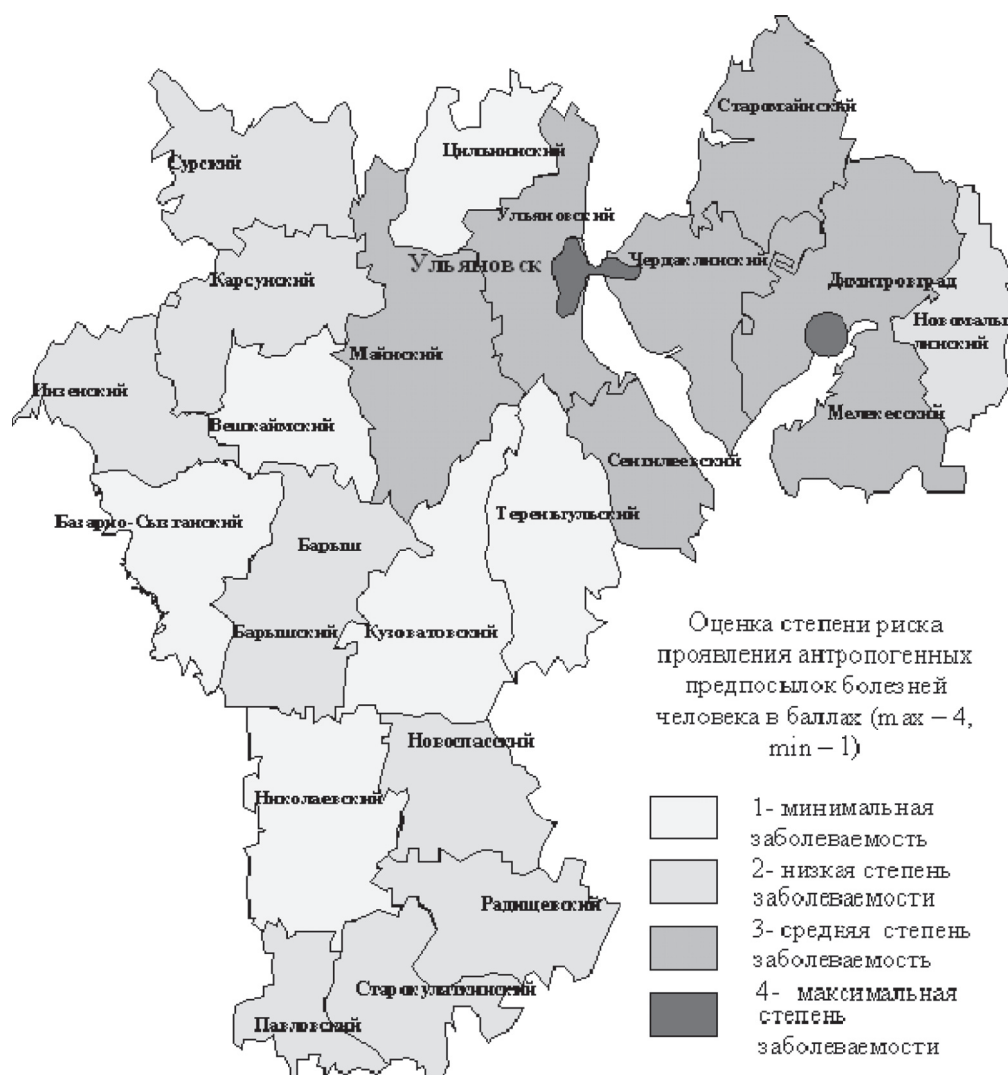 Старомайнский
Цильнинский
Сурский
Ульяновский
Ульяновск
Чердаклинский
Карсунский
Димитровград
Новомалы
клинский
Майнский
Инзенский
Мелекесский
Вешкаймский
Сенгилеевский
Базарно-Сызганский
Тереньгульский
Барыш
Барышский
Кузоватовский
Оценка степени риска
проявления антропогенных
предпосылок болезней
человека в баллах (max – 4,
min – 1)
Новоспасский
Николаевский
1- минимальная
заболеваемость
2- низкая степень
заболеваемости
Радищевский
3- средняя степень
заболеваемость
Старокулаткинский
4- максимальная
степень
заболеваемости
Павловский